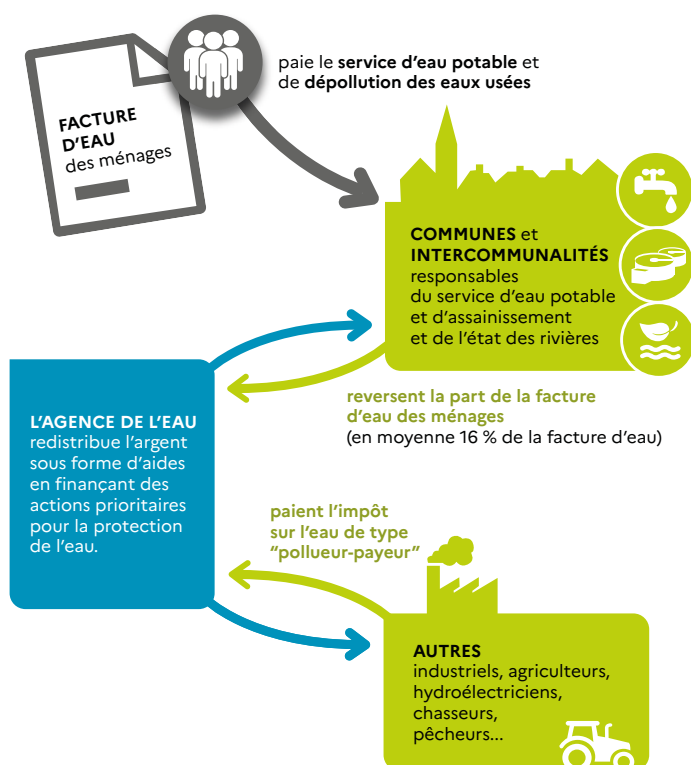 paie le service d’eau potable et
de dépollution des eaux usées
FACTURE
D’EAU
des ménages
COMMUNES et
INTERCOMMUNALITÉS
responsables
du service d’eau potable
et d’assainissement
et de l’état des rivières
reversent la part de la facture
d’eau des ménages
(en moyenne 16 % de la facture d’eau)
L’AGENCE DE L’EAU
redistribue l’argent
sous forme d’aides
en finançant des
actions prioritaires
pour la protection
de l’eau.
paient l’impôt
sur l’eau de type
“pollueur-payeur”
AUTRES
industriels, agriculteurs,
hydroélectriciens,
chasseurs,
pêcheurs...